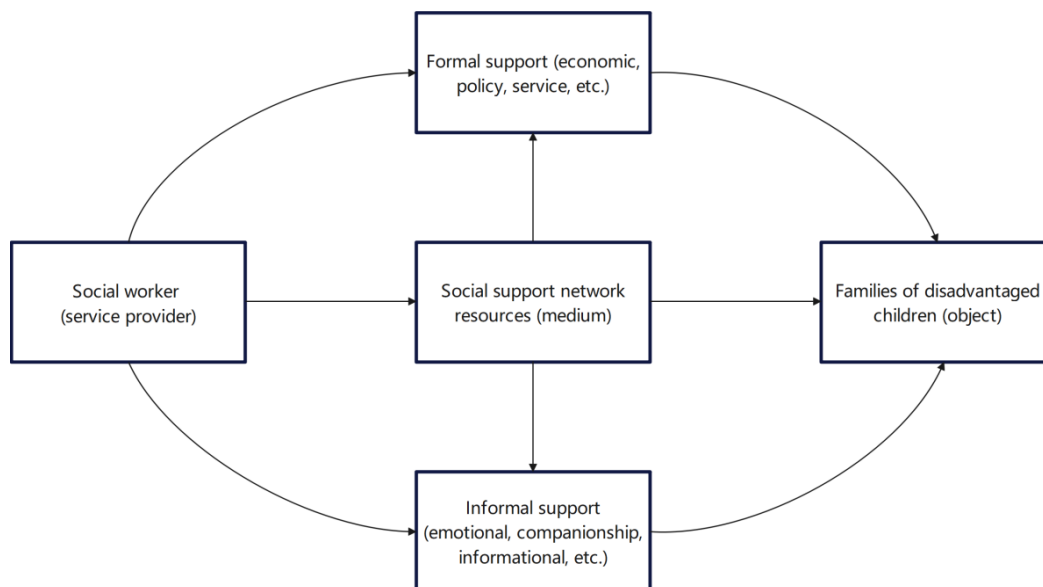 Formal support (economic,
policy, service, etc.)
Social worker
(service provider)
Social support network
resources (medium)
Families of disadvantaged
children (object)
Informal support
(emotional, companionship,
informational, etc.)